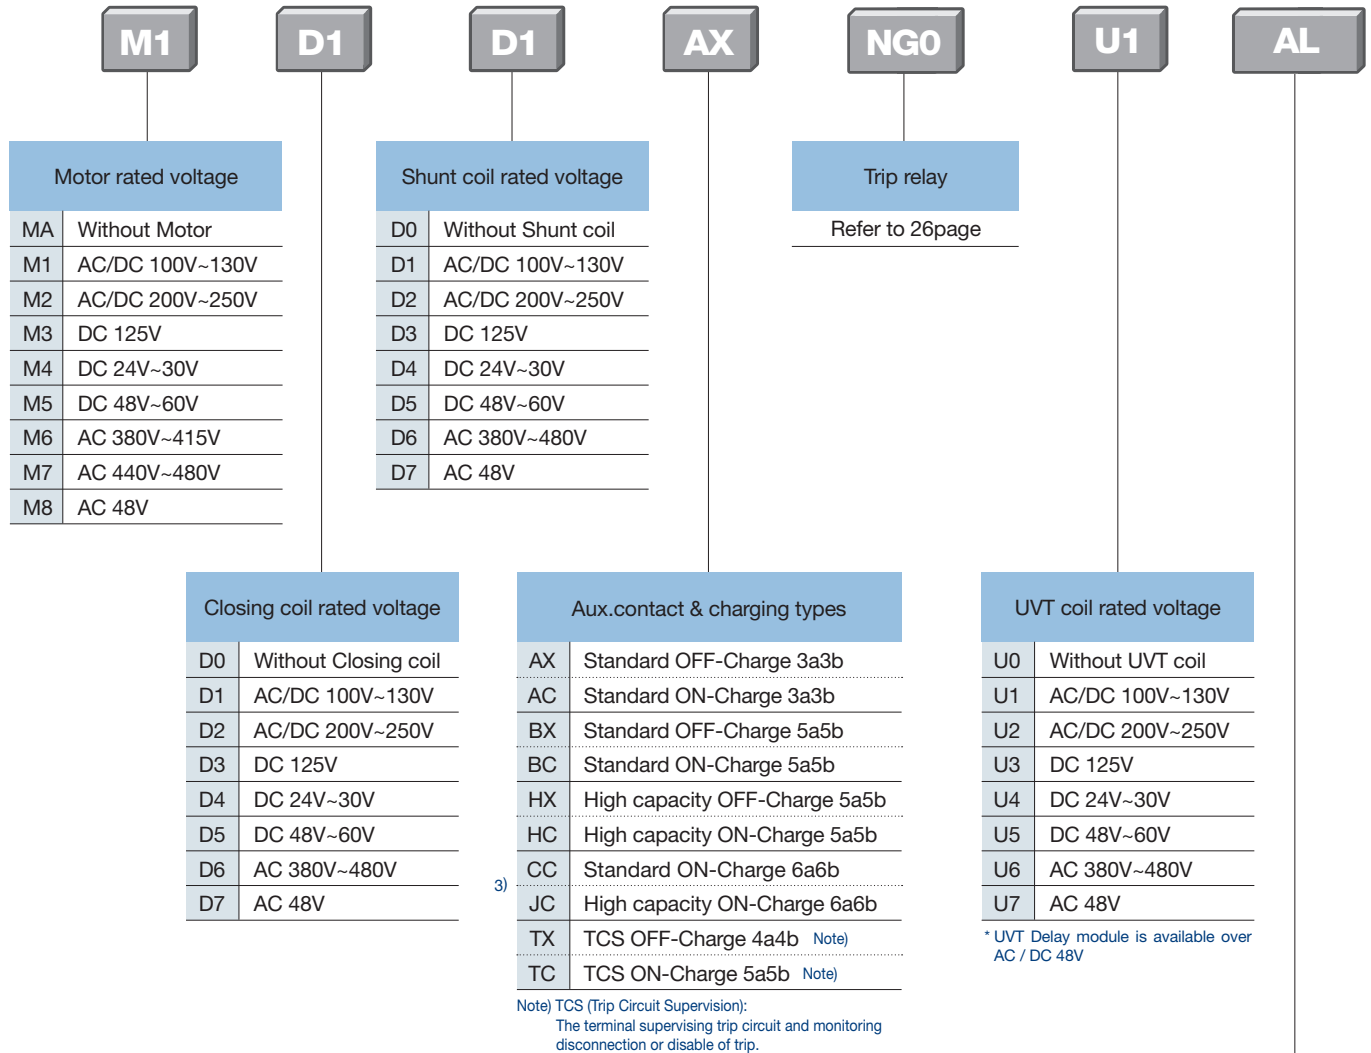 M1 D1 D1 AX NG0 U1 AL
Motor rated voltage
MA Without Motor
M1 AC/DC 100V~130V
M2 AC/DC 200V~250V
M3 DC 125V
M4 DC 24V~30V
M5 DC 48V~60V
M6 AC 380V~415V
M7 AC 440V~480V
M8 AC 48V
Shunt coil rated voltage
D0 Without Shunt coil
D1 AC/DC 100V~130V
D2 AC/DC 200V~250V
D3 DC 125V
D4 DC 24V~30V
D5 DC 48V~60V
D6 AC 380V~480V
D7 AC 48V
Trip relay
Refer to 26page
Closing coil rated voltage
D0 Without Closing coil
D1 AC/DC 100V~130V
D2 AC/DC 200V~250V
D3 DC 125V
D4 DC 24V~30V
D5 DC 48V~60V
D6 AC 380V~480V
D7 AC 48V
Aux.contact & charging types
AX Standard OFF-Charge 3a3b
AC Standard ON-Charge 3a3b
BX Standard OFF-Charge 5a5b
BC Standard ON-Charge 5a5b
HX High capacity OFF-Charge 5a5b
HC High capacity ON-Charge 5a5b
3) CC Standard ON-Charge 6a6b
JC High capacity ON-Charge 6a6b
TX TCS OFF-Charge 4a4b Note)
TC TCS ON-Charge 5a5b Note)
Note) TCS (Trip Circuit Supervision):
The terminal supervising trip circuit and monitoring
disconnection or disable of trip.
UVT coil rated voltage
U0 Without UVT coil
U1 AC/DC 100V~130V
U2 AC/DC 200V~250V
U3 DC 125V
U4 DC 24V~30V
U5 DC 48V~60V
U6 AC 380V~480V
U7 AC 48V
* UVT Delay module is available over
AC / DC 48V